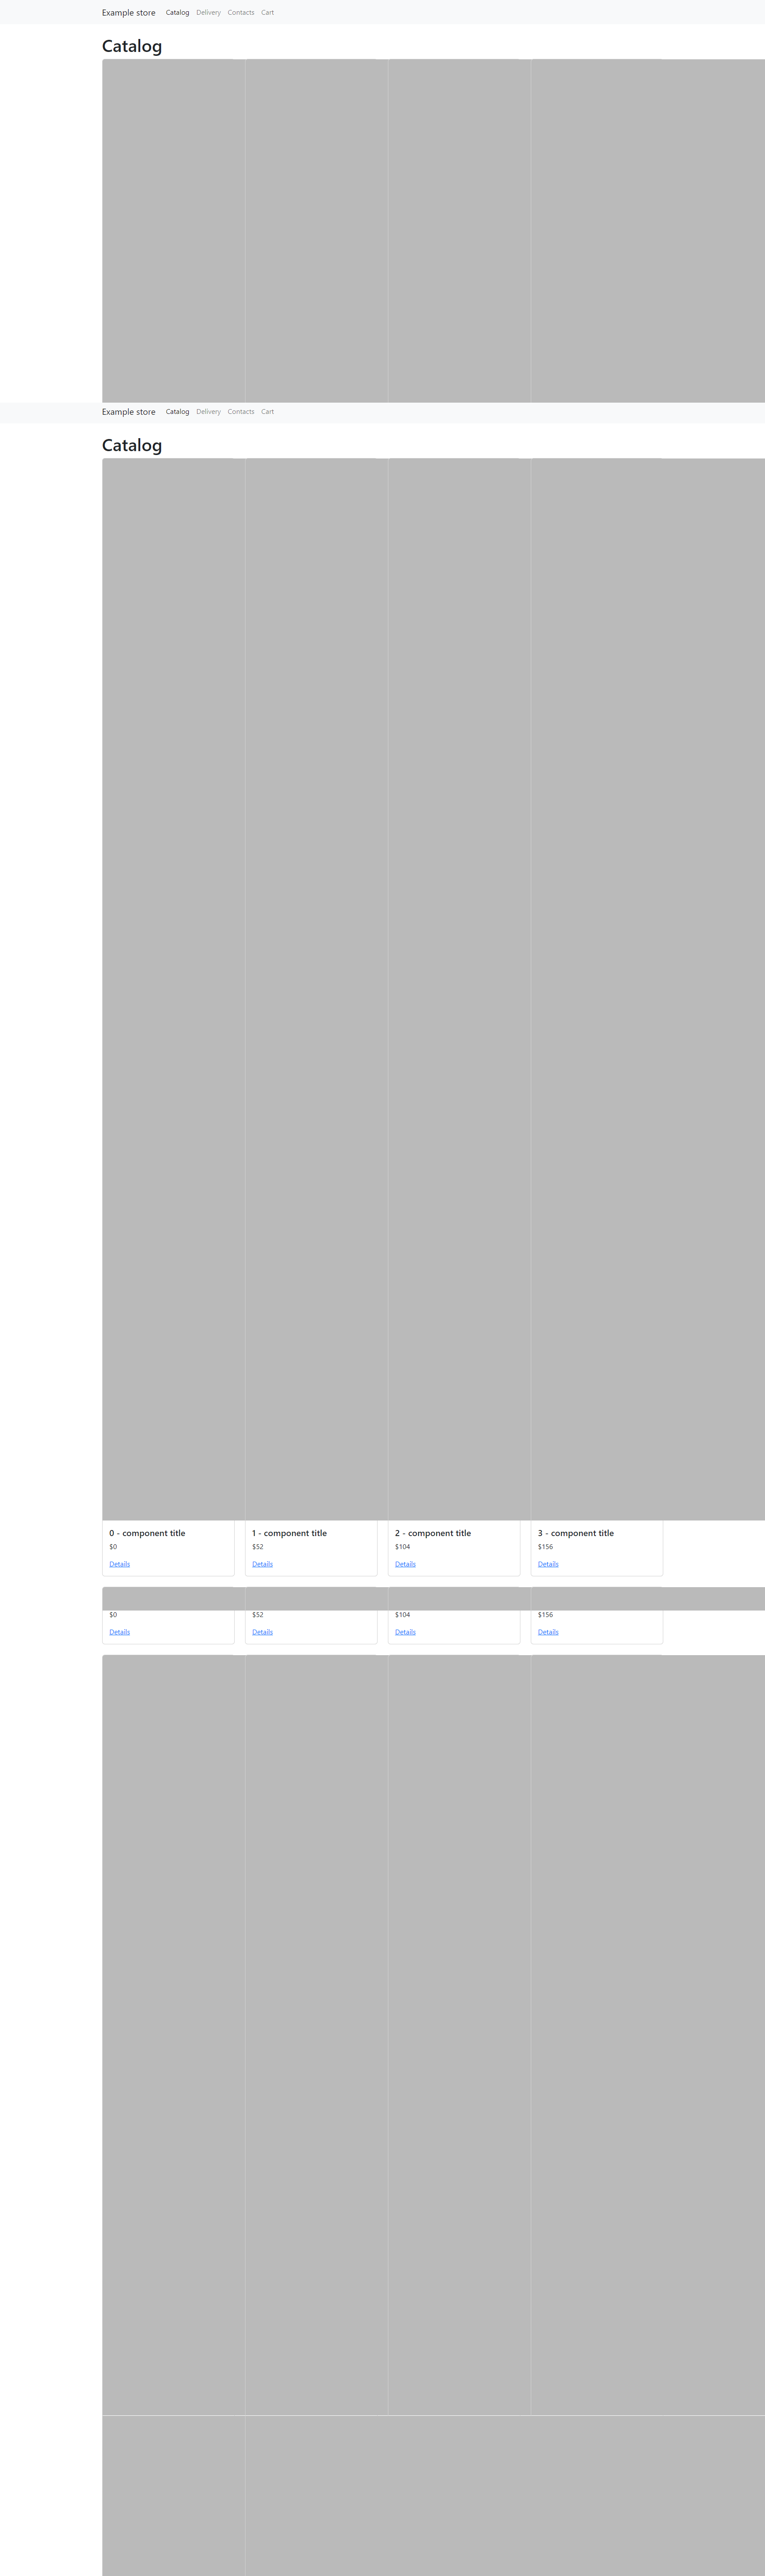 Example store Catalog Delivery Contacts Cart
Catalog
Example store Catalog Delivery Contacts Cart
Catalog
0 - component title 1 - component title 2 - component title 3 - component title
$0 $52 $104 $156
Details Details Details Details
$0 $52 $104 $156
Details Details Details Details